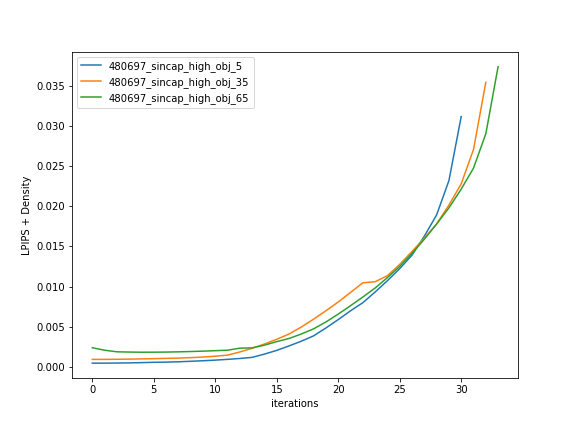 480697_sincap_high_obj_5
480697_sincap_high_obj_35
480697_sincap_high_obj_65
LPIPS + Density
0.035
0.030
0.025
0.020
0.015
0.010
0.005
0.000
0 5 10 15 20 25 30
iterations